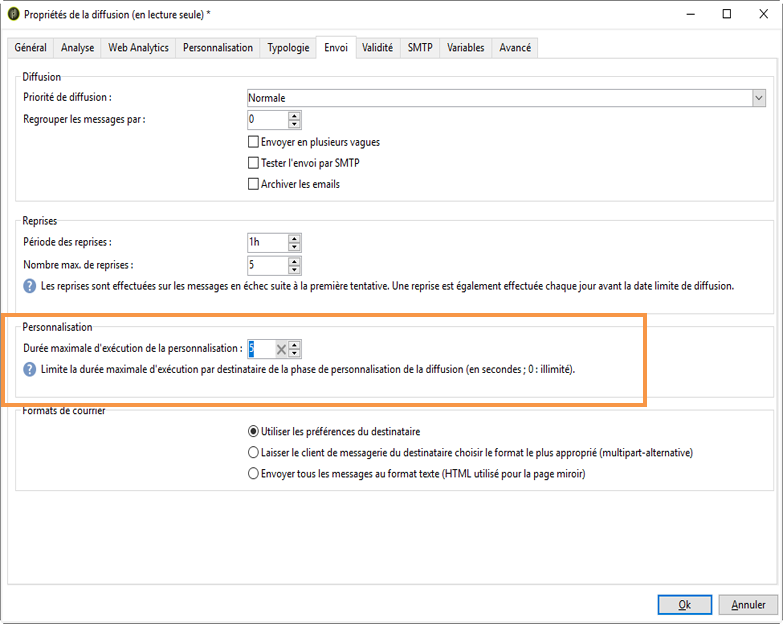 Propriétés de la diffusion (en lecture seule) *
Général Analyse Web Analytics Personnalisation Typologie Envoi Validité SMTP Variables Avancé
Diffusion
Priorité de diffusion : Normale
Regrouper les messages par : 0
Envoyer en plusieurs vagues
Tester l'envoi par SMTP
Archiver les emails
Reprises
Période des reprises : 1h
Nombre max. de reprises : 5
? Les reprises sont effectuées sur les messages en échec suite à la première tentative. Une reprise est également effectuée chaque jour avant la date limite de diffusion.
Personnalisation
Durée maximale d'exécution de la personnalisation : 5
? Limite la durée maximale d'exécution par destinataire de la phase de personnalisation de la diffusion (en secondes ; 0 : illimité).
Formats de courrier
Utiliser les préférences du destinataire
Laisser le client de messagerie du destinataire choisir le format le plus approprié (multipart-alternative)
Envoyer tous les messages au format texte (HTML utilisé pour la page miroir)
Ok Annuler